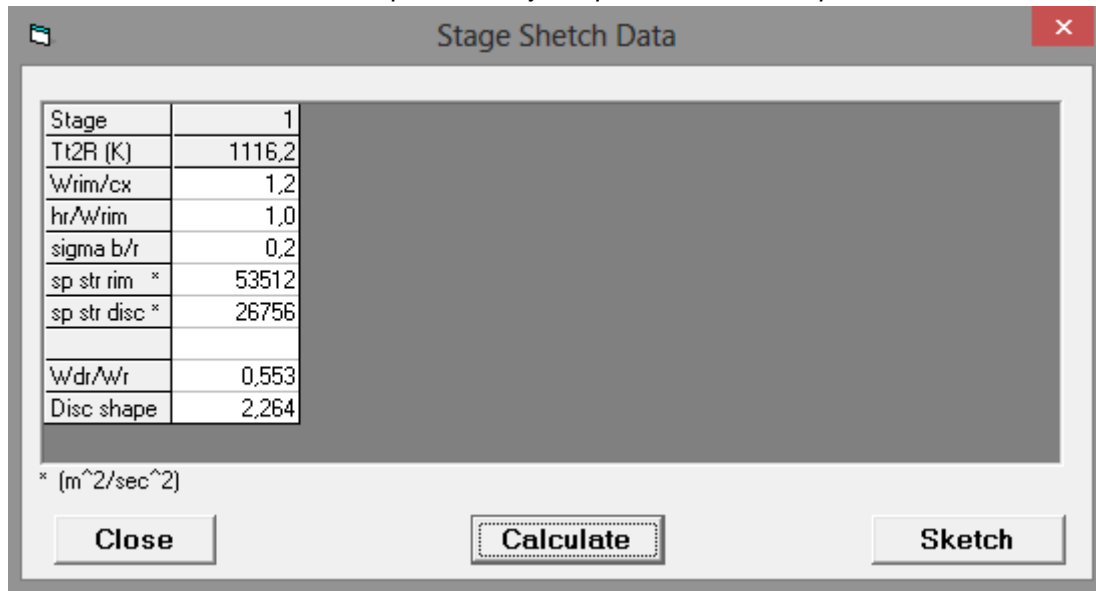 Stage Shetch Data
Stage 1
Tt2R (K) 1116,2
Wrim/cx 1,2
hr/Wrim 1,0
sigma b/r 0,2
sp str rim * 53512
sp str disc * 26756
Wdr/Wr 0,553
Disc shape 2,264
* (m^2/sec^2)
Close Calculate Sketch